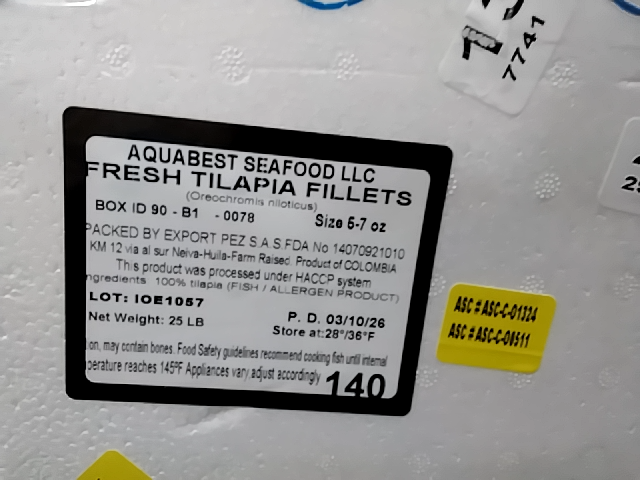 7741
AQUABEST SEAFOOD LLC
FRESH TILAPIA FILLETS
(Oreochromis niloticus)
BOX ID 90 - B1 - 0078 Size 5-7 oz
PACKED BY EXPORT PEZ S.A.S.FDA No 14070921010
KM 12 via al sur Neiva-Huila-Farm Raised. Product of COLOMBIA
This product was processed under HACCP system
ngredients: 100% tilapia (FISH / ALLERGEN PRODUCT)
LOT: IOE1057
P. D. 03/10/26
Net Weight: 25 LB
Store at:28°/36°F
on, may contain bones. Food Safety guidelines recommend cooking fish until internal
perature reaches 145ºF Appliances vary,adjust accordingly
140
ASC # ASC-C-01324
ASC # ASC-C-00511